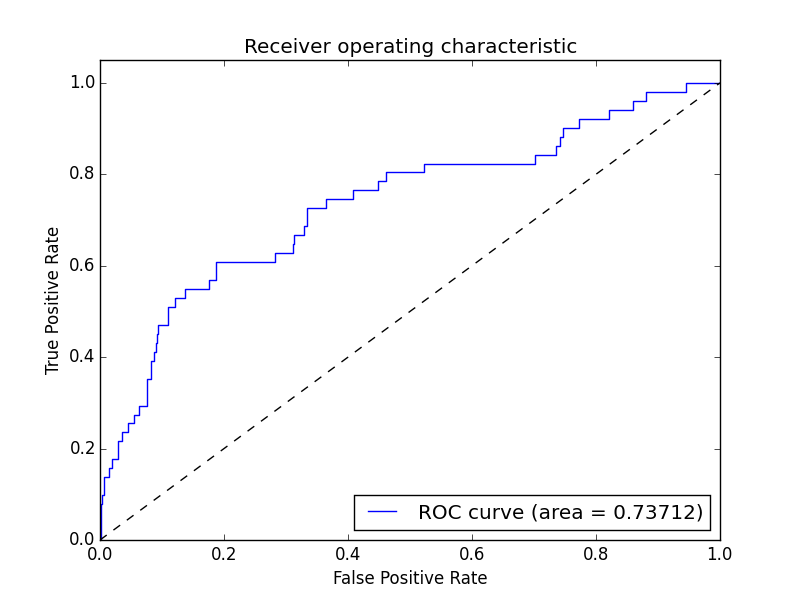 Receiver operating characteristic
1.0
0.8
0.6
0.4
0.2
0.0
True Positive Rate
ROC curve (area = 0.73712)
0.0 0.2 0.4 0.6 0.8 1.0
False Positive Rate